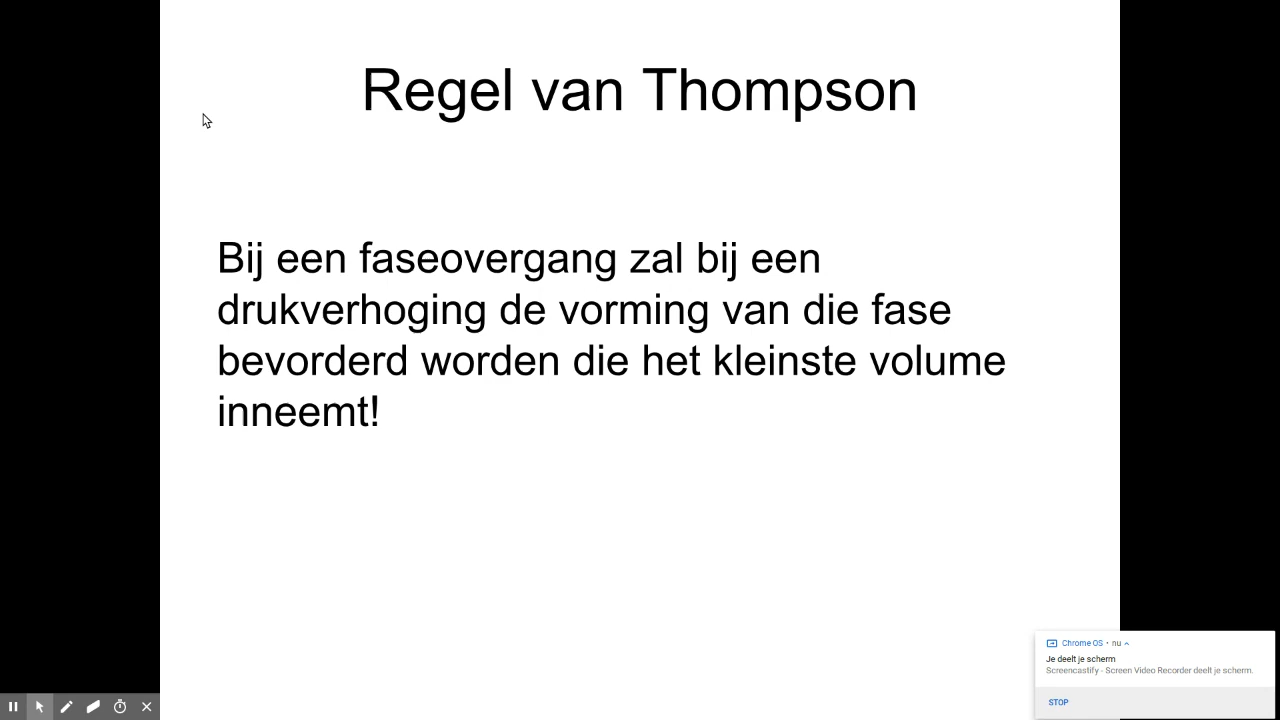 Regel van Thompson
Bij een faseovergang zal bij een
drukverhoging de vorming van die fase
bevorderd worden die het kleinste volume
inneemt!
Chrome OS • nu
Je deelt je scherm
Screencastify - Screen Video Recorder deelt je scherm.
STOP